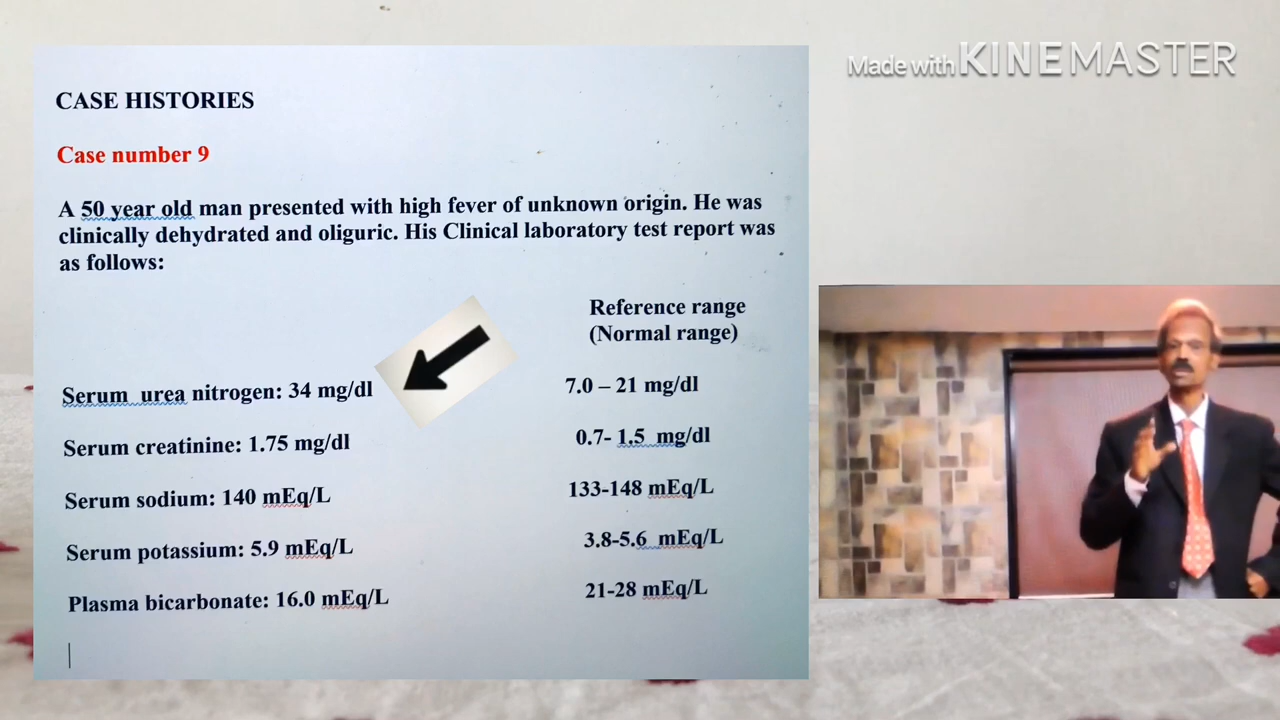 CASE HISTORIES
Case number 9
A 50 year old man presented with high fever of unknown origin. He was
clinically dehydrated and oliguric. His Clinical laboratory test report was
as follows:
Reference range
(Normal range)
Serum urea nitrogen: 34 mg/dl 7.0 – 21 mg/dl
Serum creatinine: 1.75 mg/dl 0.7- 1.5 mg/dl
Serum sodium: 140 mEq/L 133-148 mEq/L
Serum potassium: 5.9 mEq/L 3.8-5.6 mEq/L
Plasma bicarbonate: 16.0 mEq/L 21-28 mEq/L
Made with KINEMASTER